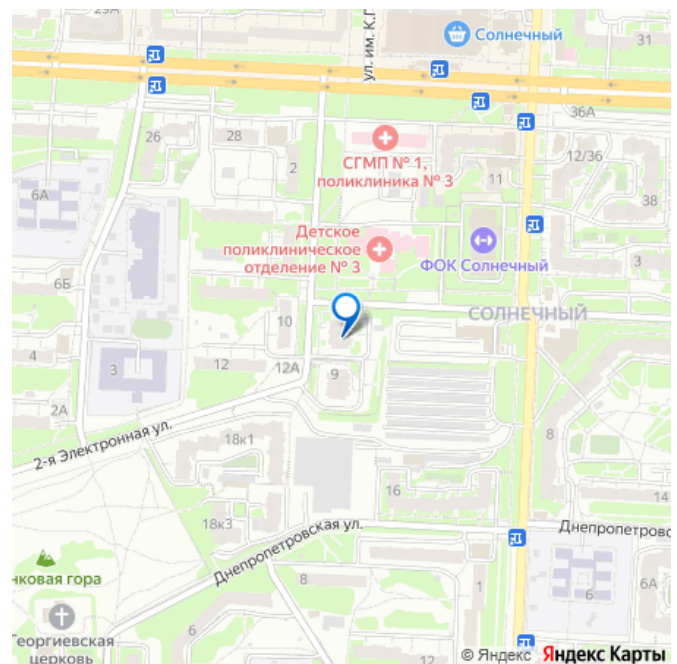 Солнечный
31
ул. им. К.Г
36А
26
28
2
СГМП № 1,
поликлиника № 3
11
12/36
38
6А
Детское
поликлиническое
отделение № 3
ФОК Солнечный
3
6Б
10
СОЛНЕЧНЫЙ
4
3
12
12А
9
2А
2-я Электронная ул.
18к1
8
16
14
18к3
Днепропетровская ул.
Днепропетровс
нковая гора
8
1
6
6А
Георгиевская
церковь
6
© Яндекс Яндекс Карты